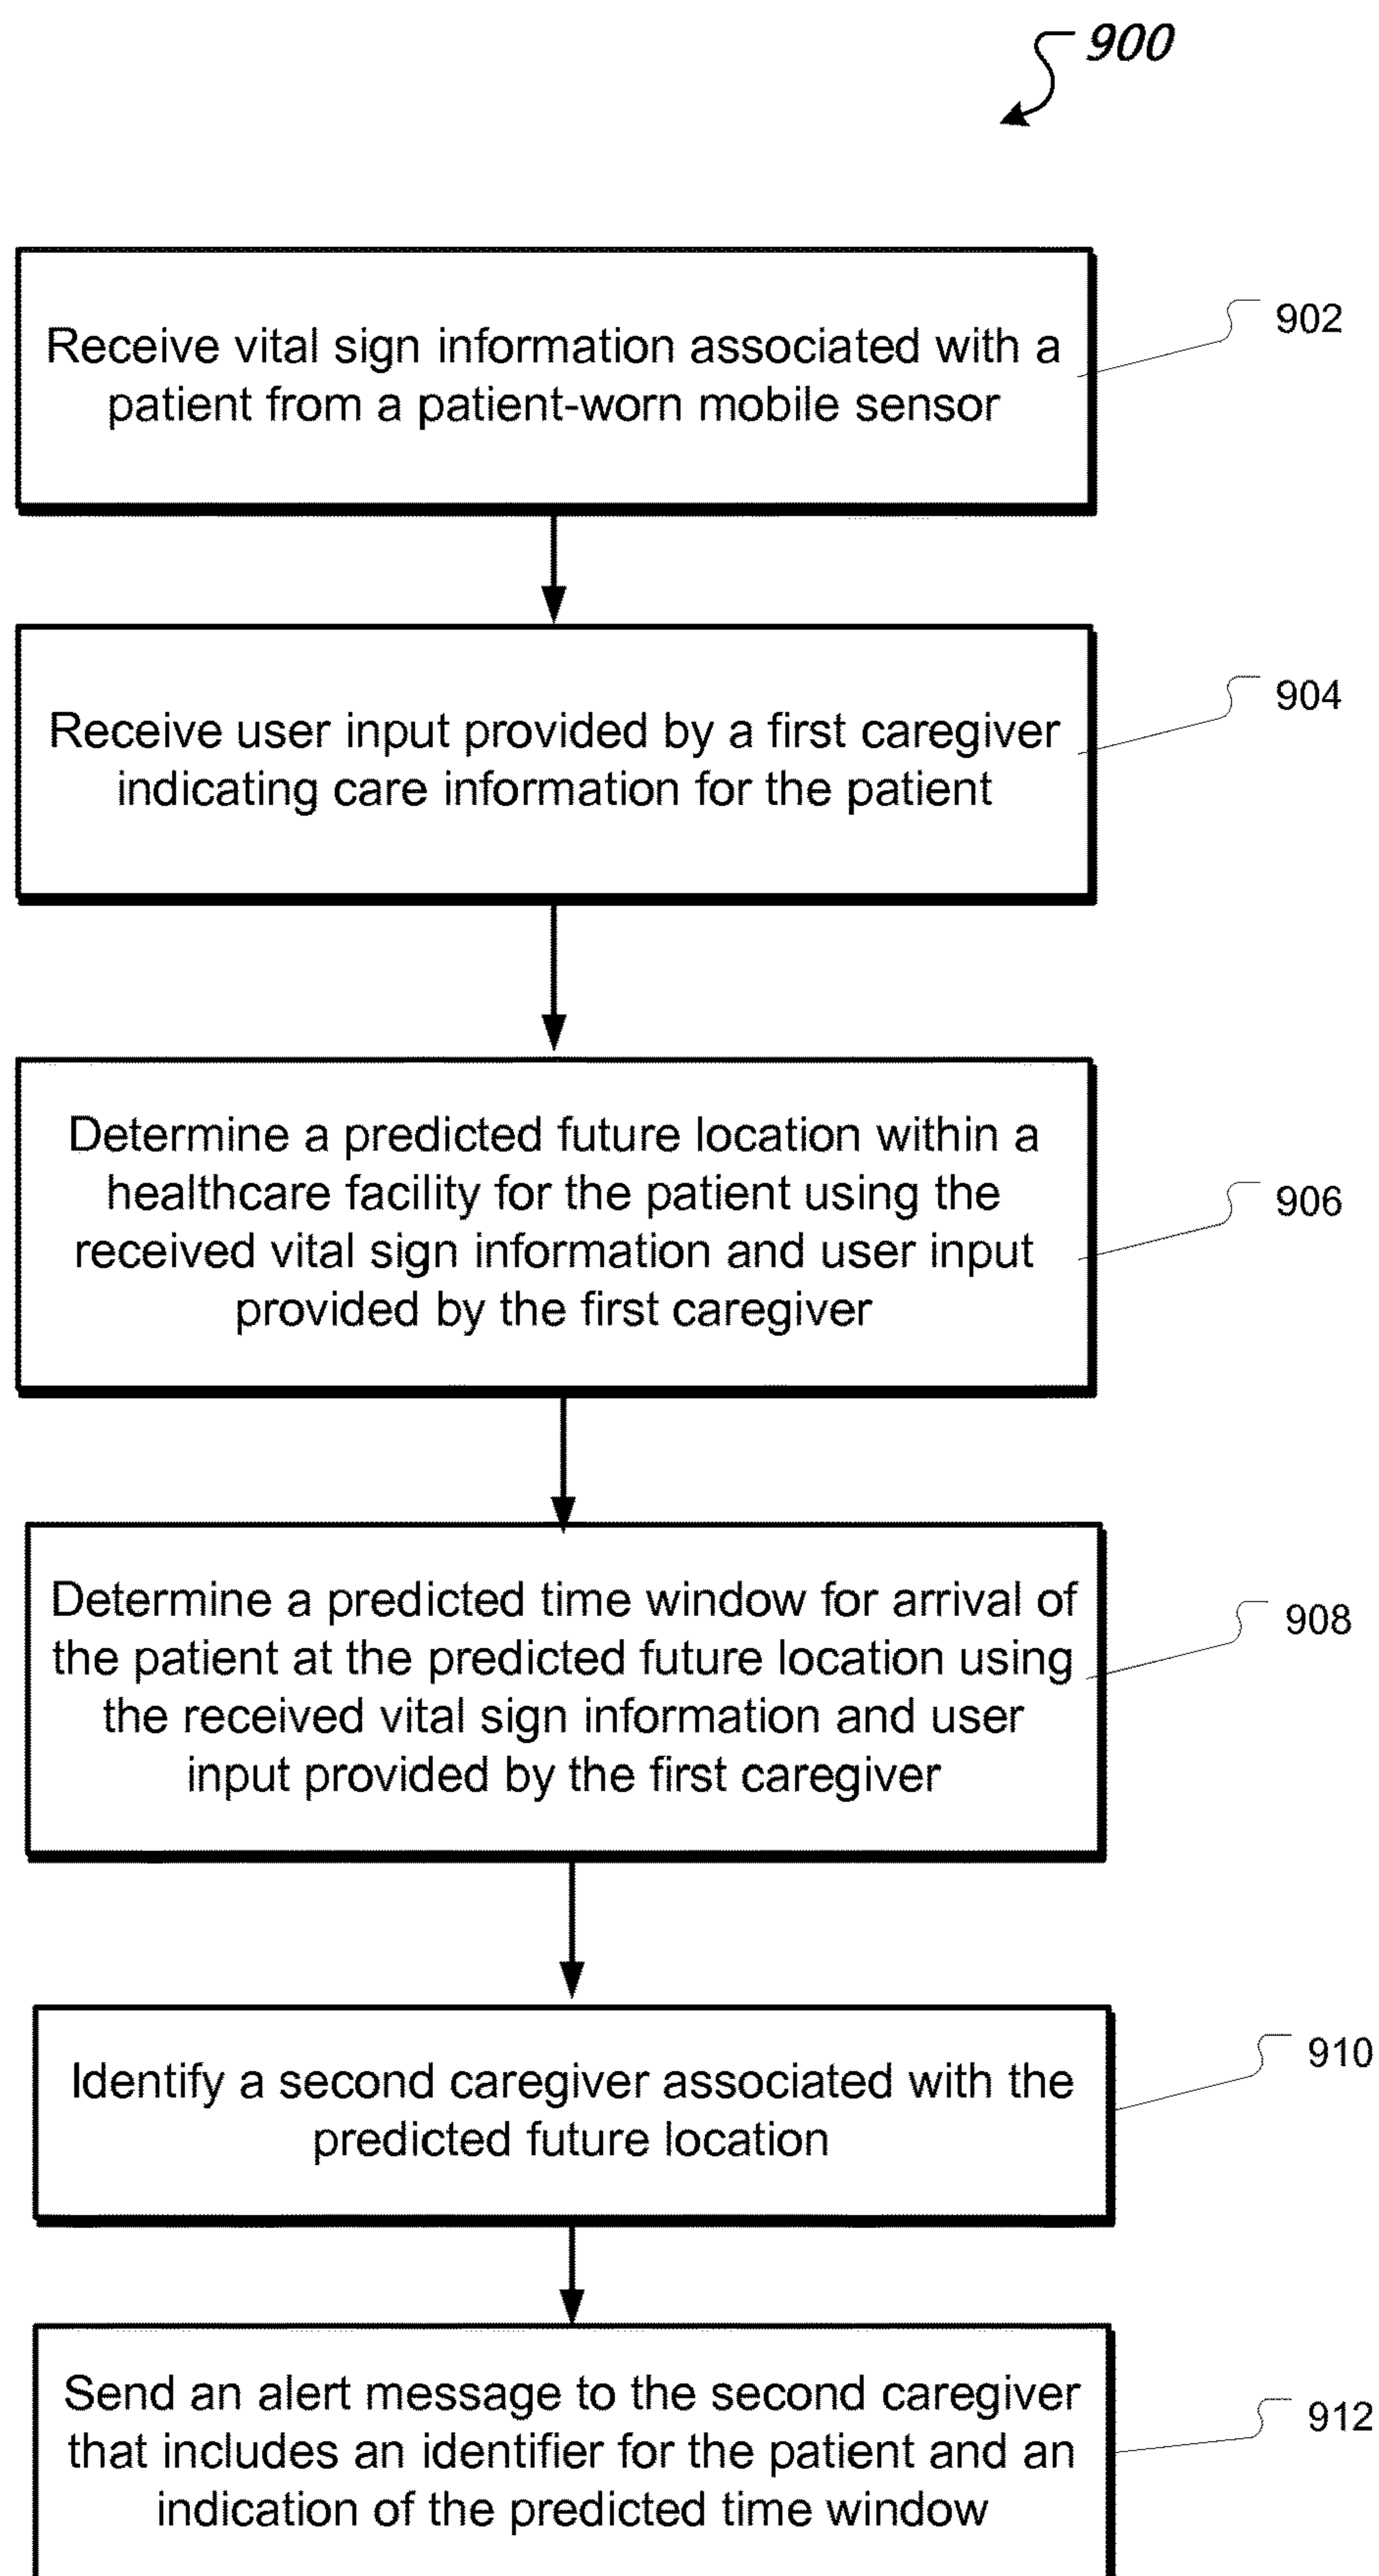 900
Receive vital sign information associated with a
patient from a patient-worn mobile sensor
902
Receive user input provided by a first caregiver
indicating care information for the patient
904
Determine a predicted future location within a
healthcare facility for the patient using the
received vital sign information and user input
provided by the first caregiver
906
Determine a predicted time window for arrival of
the patient at the predicted future location using
the received vital sign information and user
input provided by the first caregiver
908
Identify a second caregiver associated with the
predicted future location
910
Send an alert message to the second caregiver
that includes an identifier for the patient and an
indication of the predicted time window
912